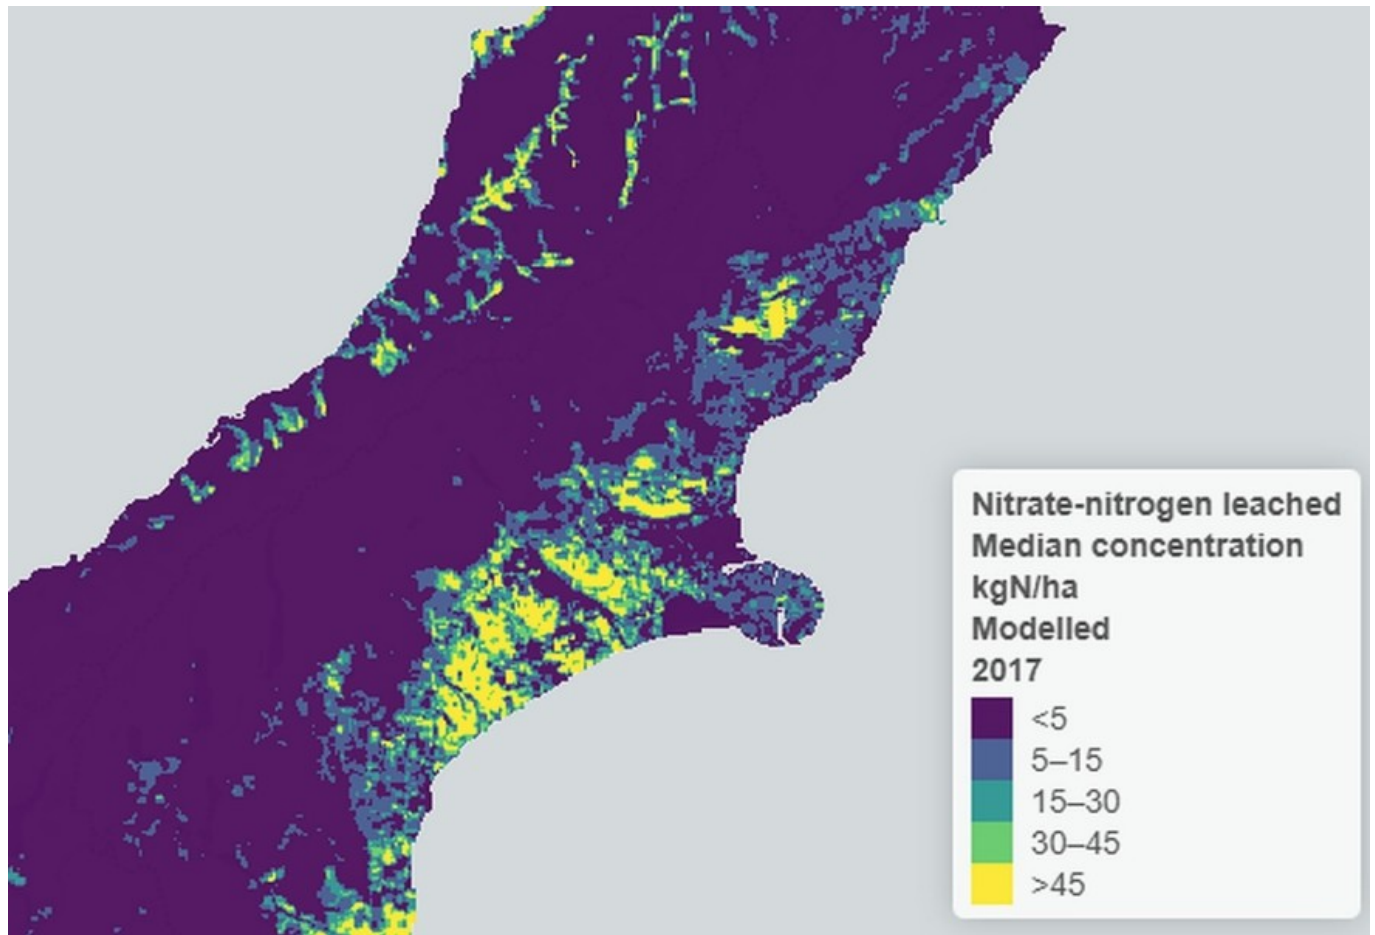 Nitrate-nitrogen leached
Median concentration
kgN/ha
Modelled
2017
<5
5–15
15–30
30–45
>45